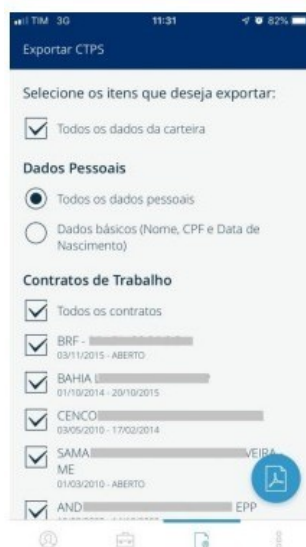 TIM 3G 11:31 82%
Exportar CTPS
Selecione os itens que deseja exportar:
Todos os dados da carteira
Dados Pessoais
Todos os dados pessoais
Dados básicos (Nome, CPF e Data de
Nascimento)
Contratos de Trabalho
Todos os contratos
BRF -
03/11/2015 - ABERTO
BAHIA
01/10/2014 - 20/10/2015
CENCO
03/05/2010 - 17/02/2014
SAMA VEIRA
ME
01/03/2010 - ABERTO
AND EPP